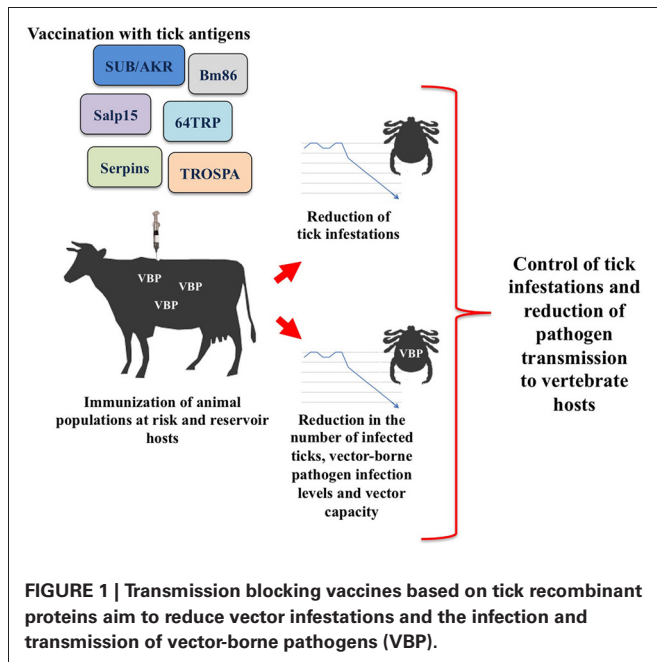 Vaccination with tick antigens
SUB/AKR
Bm86
Salp15
64TRP
Serpins
TROSPA
VBP
VBP
VBP
Immunization of animal
populations at risk and reservoir
hosts
Reduction of
tick infestations
VBP
Reduction in the
number of infected
ticks, vector-borne
pathogen infection
levels and vector
capacity
Control of tick
infestations and
reduction of
pathogen
transmission
to vertebrate
hosts
FIGURE 1 | Transmission blocking vaccines based on tick recombinant
proteins aim to reduce vector infestations and the infection and
transmission of vector-borne pathogens (VBP).